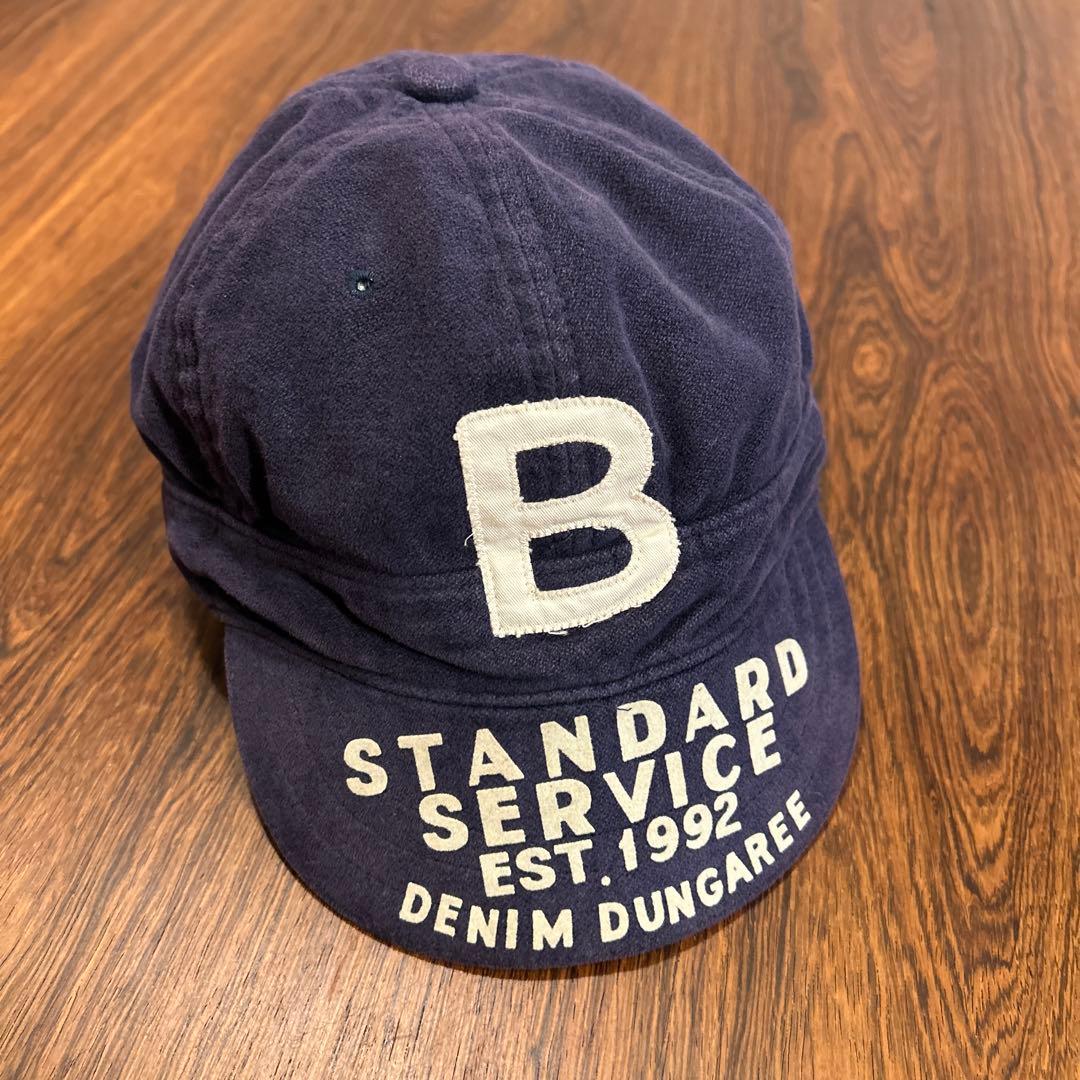 B
STANDARD
SERVICE
EST. 1992
DENIM DUNGAREE